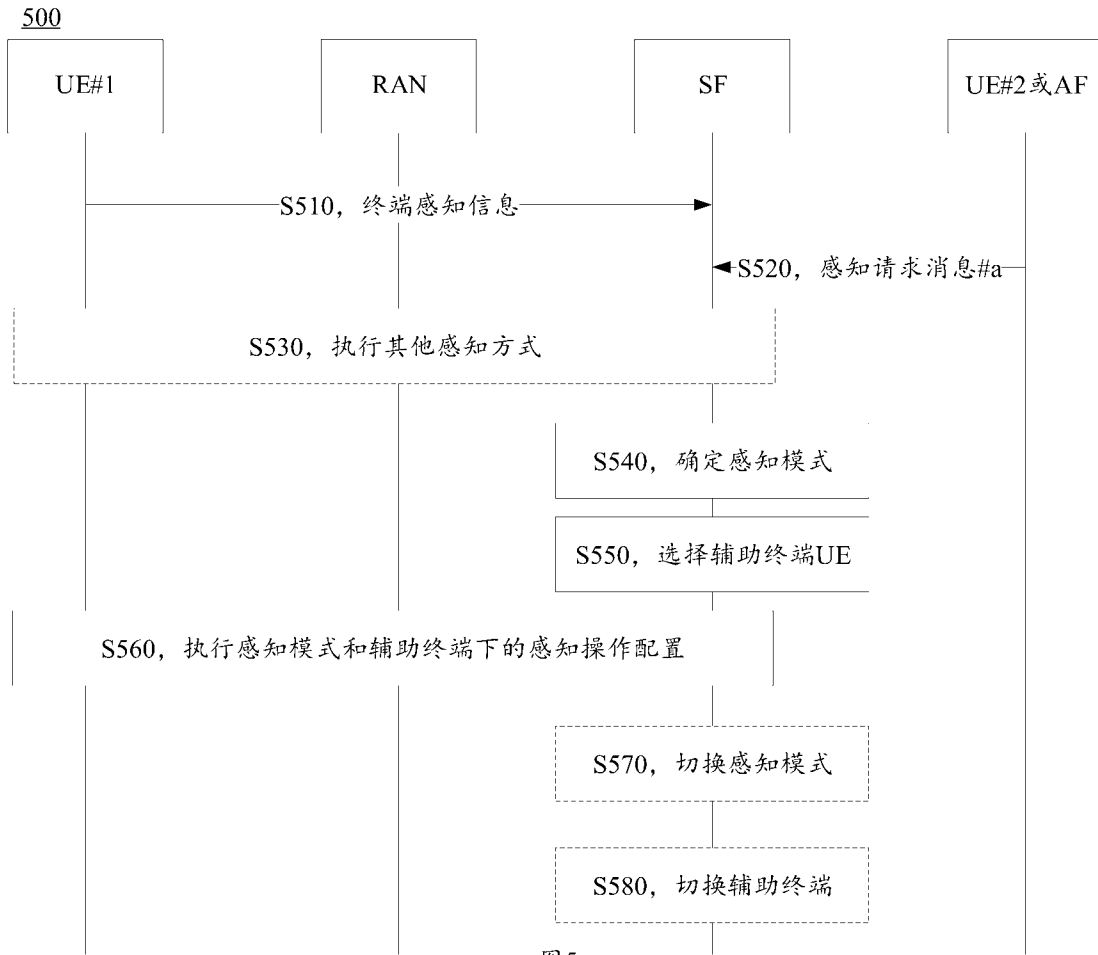 500
UE#1
RAN
SF
UE#2或AF
S510，终端感知信息
S520，感知请求消息#a
S530，执行其他感知方式
S540，确定感知模式
S550，选择辅助终端UE
S560，执行感知模式和辅助终端下的感知操作配置
S570，切换感知模式
S580，切换辅助终端